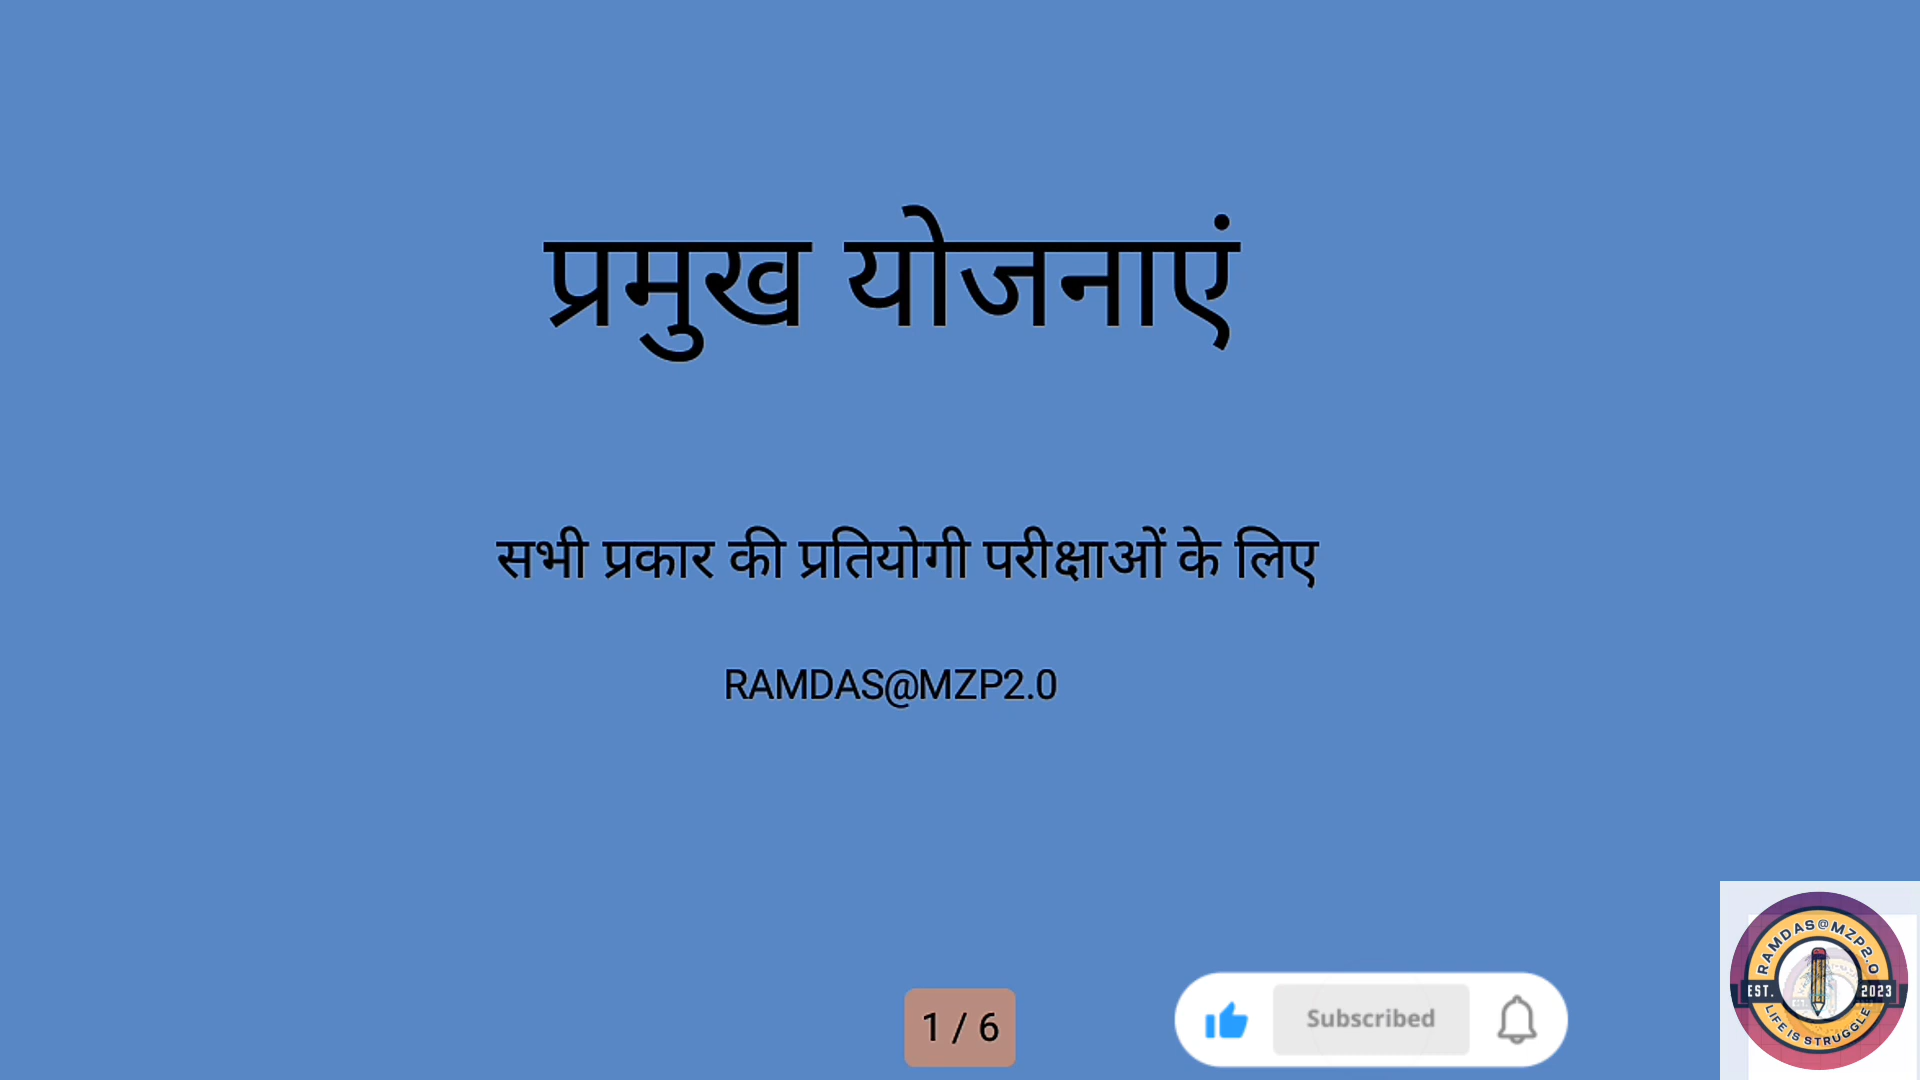 प्रमुख योजनाएं
सभी प्रकार की प्रतियोगी परीक्षाओं के लिए
RAMDAS@MZP2.0
1 / 6
Subscribed
RAMDAS@MZP2.0
EST. 2023
LIFE IS STRUGGLE